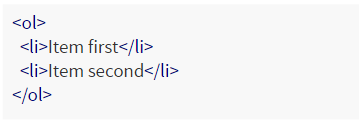 <ol>
  <li>Item first</li>
  <li>Item second</li>
</ol>